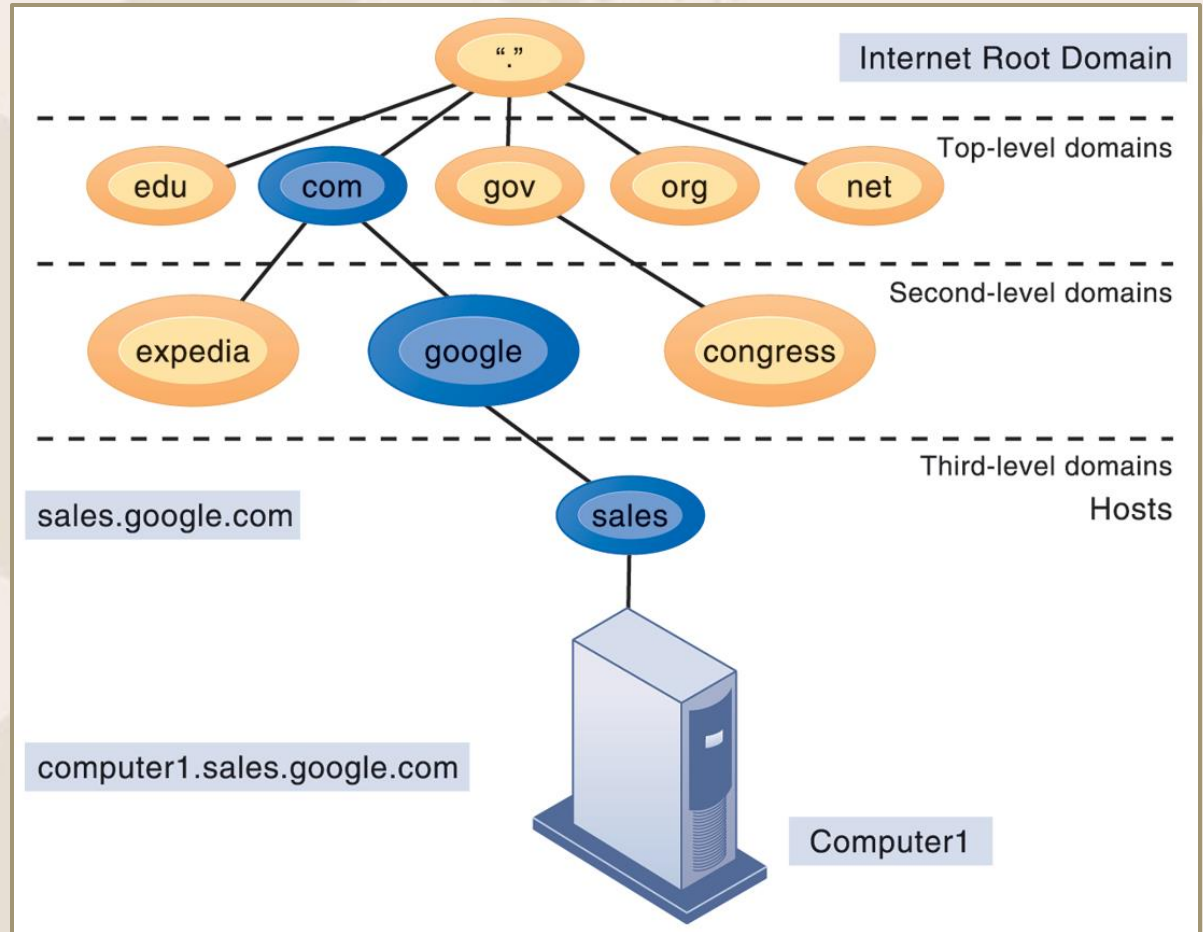 “.”
Internet Root Domain
Top-level domains
edu
com
gov
org
net
Second-level domains
expedia
google
congress
Third-level domains
Hosts
sales.google.com
sales
computer1.sales.google.com
Computer1